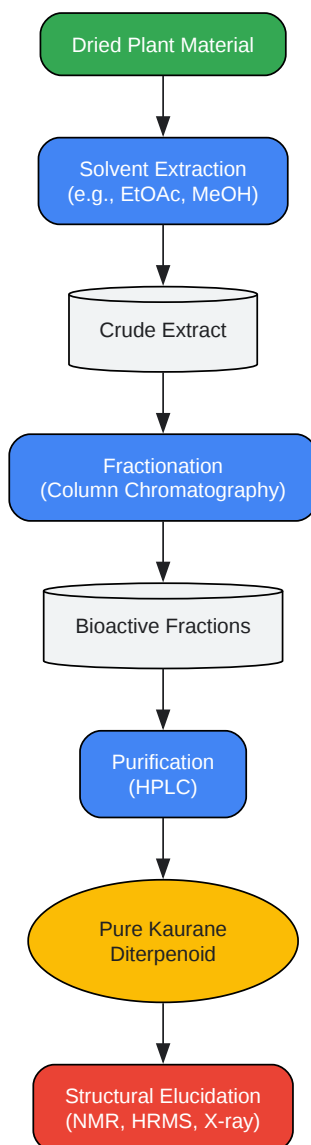 Dried Plant Material
Solvent Extraction
(e.g., EtOAc, MeOH)
Crude Extract
Fractionation
(Column Chromatography)
Bioactive Fractions
Purification
(HPLC)
Pure Kaurane
Diterpenoid
Structural Elucidation
(NMR, HRMS, X-ray)